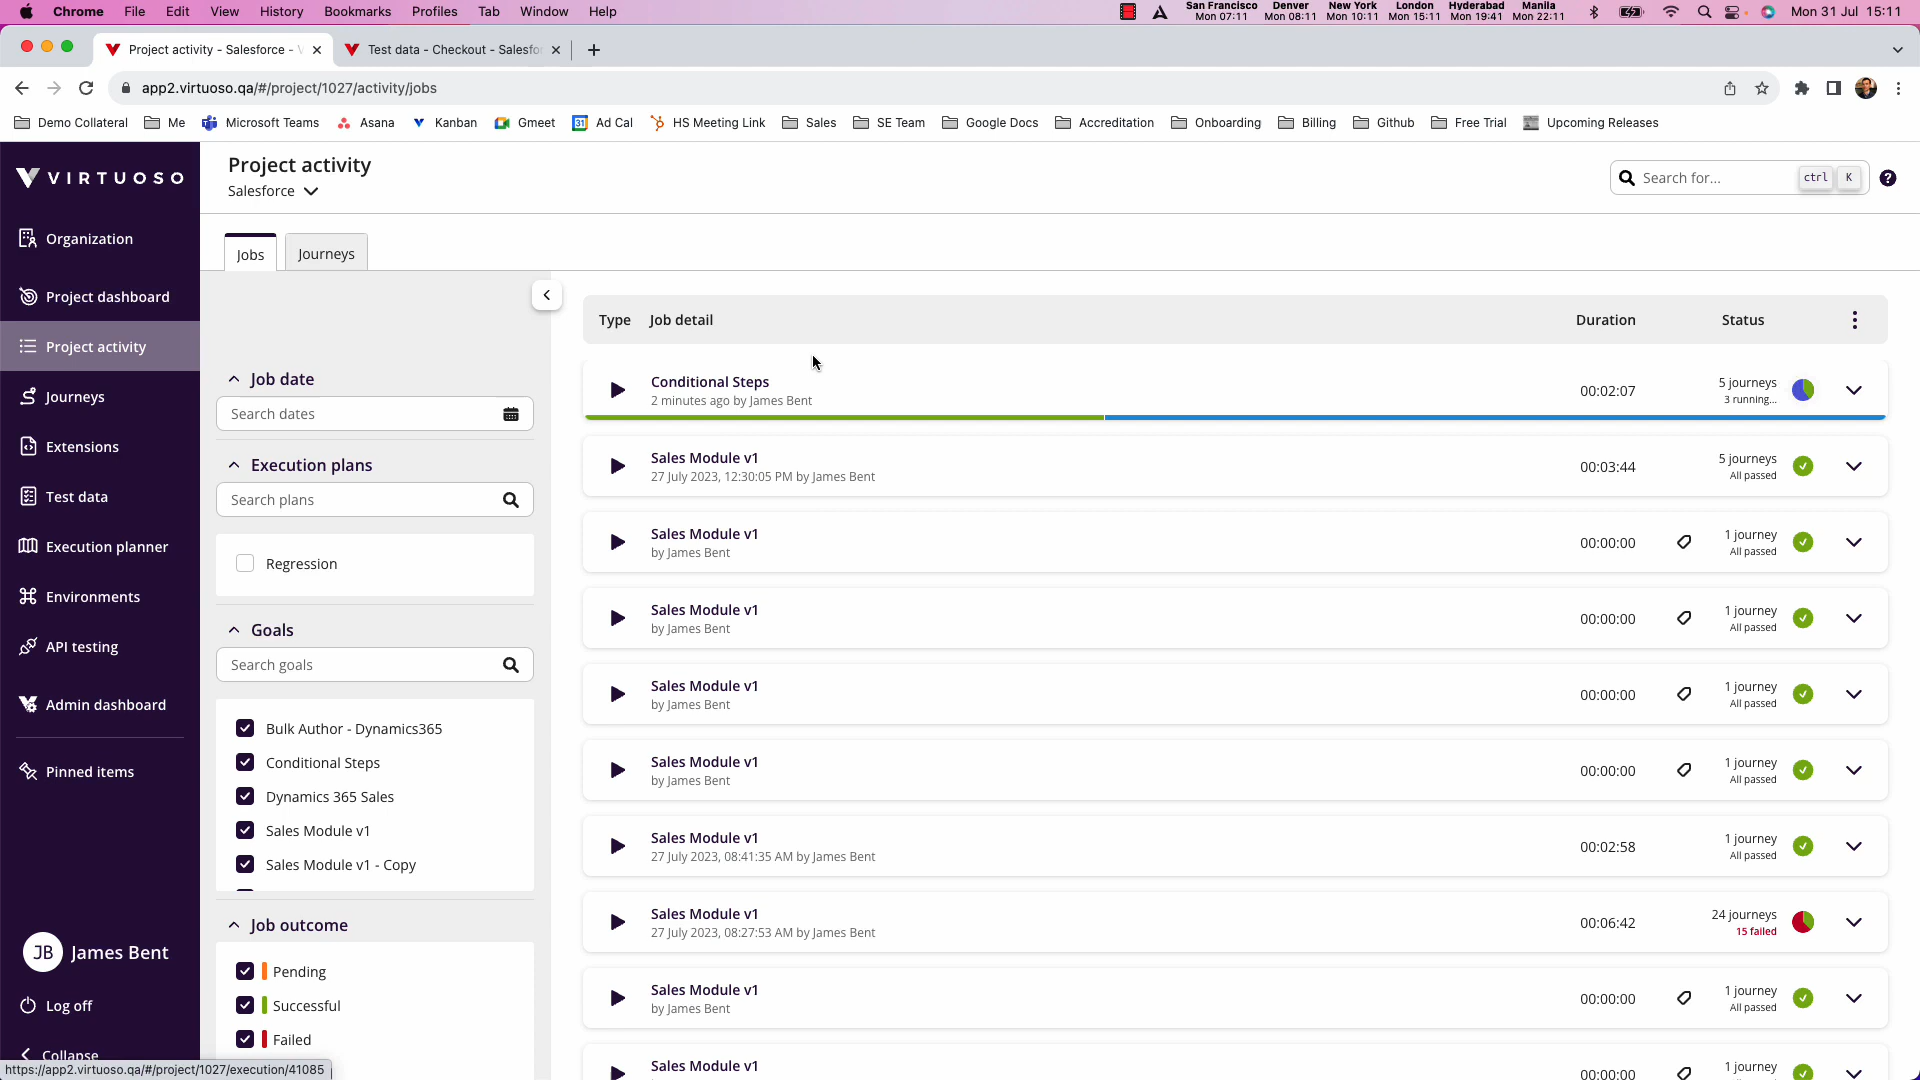 Chrome File Edit View History Bookmarks Profiles Tab Window Help
San Francisco Denver New York London Hyderabad Manila
Mon 07:11 Mon 08:11 Mon 10:11 Mon 15:11 Mon 19:41 Mon 22:11
Mon 31 Jul 15:11
Project activity - Salesforce - V
Test data - Checkout - Salesfo
app2.virtuoso.qa/#/project/1027/activity/jobs
Demo Collateral Me Microsoft Teams Asana Kanban Gmeet Ad Cal HS Meeting Link Sales SE Team Google Docs Accreditation Onboarding Billing Github Free Trial Upcoming Releases
VIRTUOSO
Organization
Project dashboard
Project activity
Journeys
Extensions
Test data
Execution planner
Environments
API testing
Admin dashboard
Pinned items
JB James Bent
Log off
Collapse
https://app2.virtuoso.qa/#/project/1027/execution/41085
Project activity
Salesforce
Search for... ctrl K ?
Jobs Journeys
Job date
Search dates
Execution plans
Search plans
Regression
Goals
Search goals
Bulk Author - Dynamics365
Conditional Steps
Dynamics 365 Sales
Sales Module v1
Sales Module v1 - Copy
Job outcome
Pending
Successful
Failed
Type Job detail Duration Status
Conditional Steps
2 minutes ago by James Bent
00:02:07
5 journeys
3 running...
Sales Module v1
27 July 2023, 12:30:05 PM by James Bent
00:03:44
5 journeys
All passed
Sales Module v1
by James Bent
00:00:00
1 journey
All passed
Sales Module v1
by James Bent
00:00:00
1 journey
All passed
Sales Module v1
by James Bent
00:00:00
1 journey
All passed
Sales Module v1
by James Bent
00:00:00
1 journey
All passed
Sales Module v1
27 July 2023, 08:41:35 AM by James Bent
00:02:58
1 journey
All passed
Sales Module v1
27 July 2023, 08:27:53 AM by James Bent
00:06:42
24 journeys
15 failed
Sales Module v1
by James Bent
00:00:00
1 journey
All passed
Sales Module v1
00:00:00
1 journey